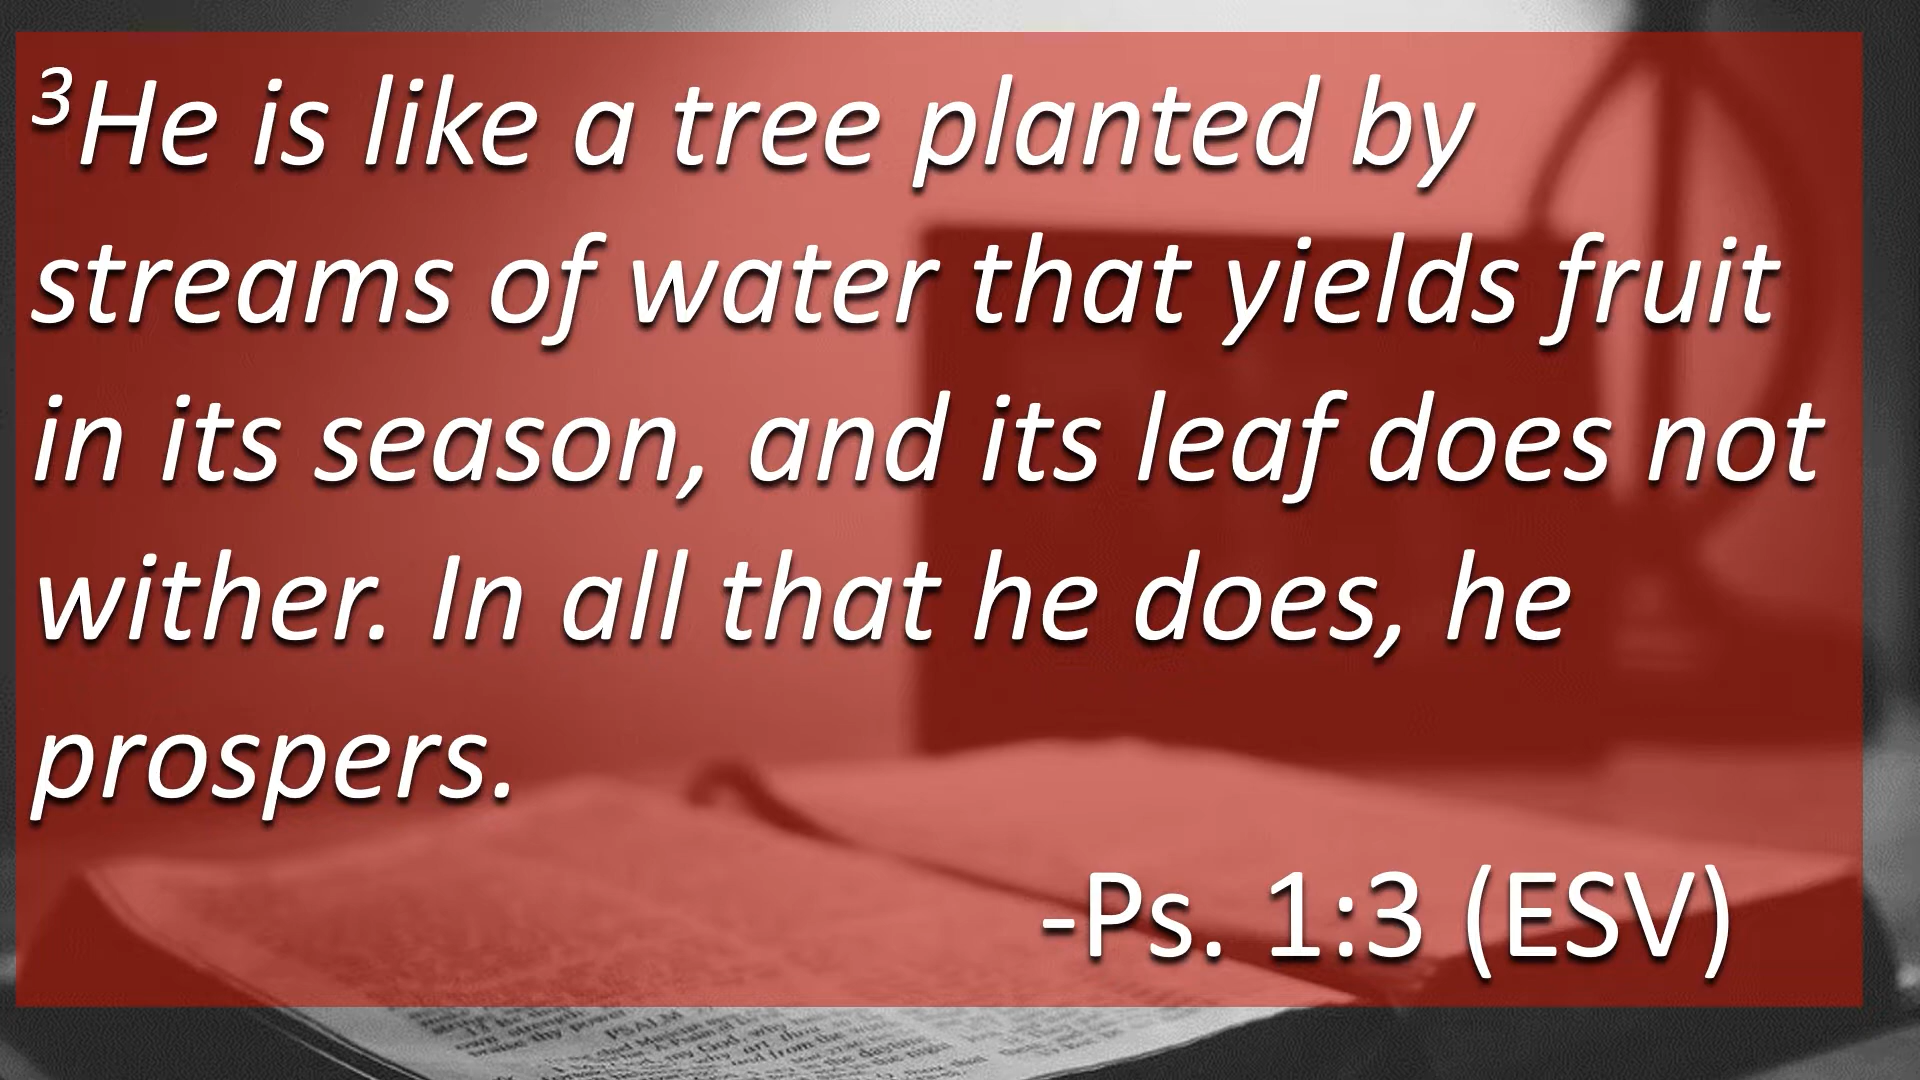 ³He is like a tree planted by
streams of water that yields fruit
in its season, and its leaf does not
wither. In all that he does, he
prospers.
-Ps. 1:3 (ESV)
PSALM